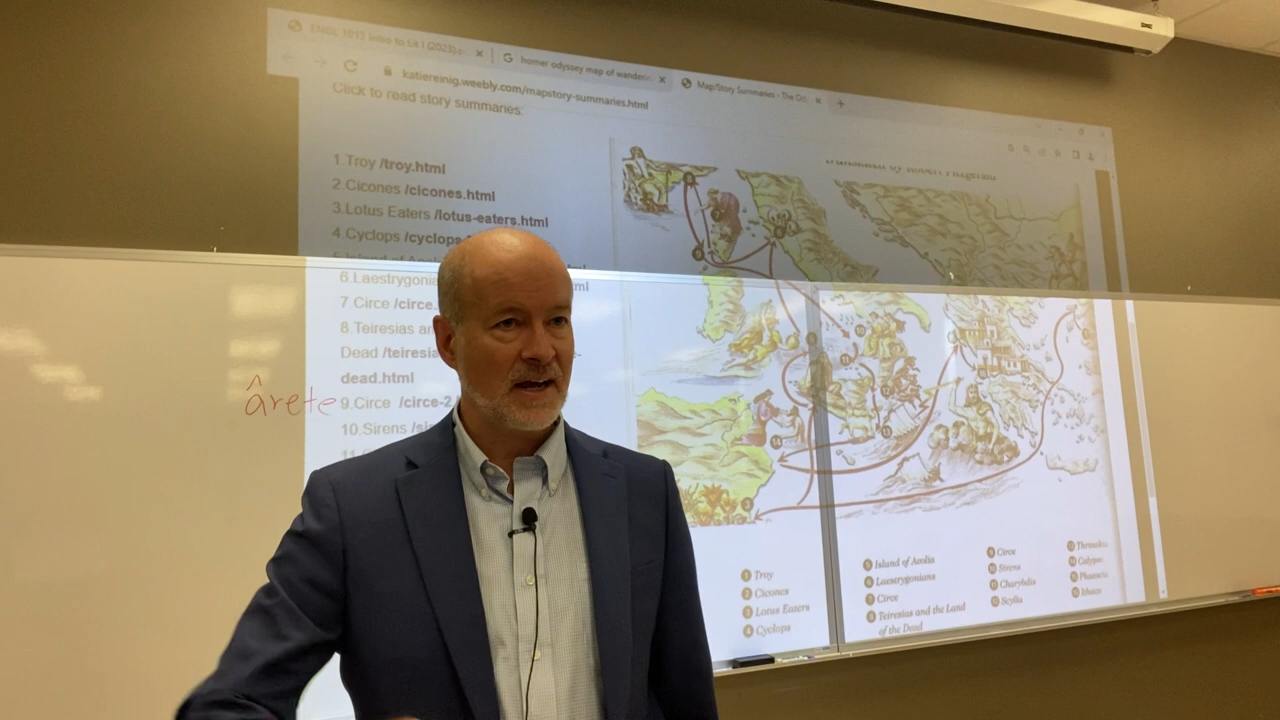 ENGL 1013 Intro to Lit I (2023)
homer odyssey map of wanderin
Map/Story Summaries - The Od
katiereinig.weebly.com/mapstory-summaries.html
Click to read story summaries:
1.Troy /troy.html
2.Cicones /cicones.html
3.Lotus Eaters /lotus-eaters.html
4.Cyclops /cyclops
6.Laestrygonia
7.Circe /circe.
8.Teiresias an
Dead /teiresia
dead.html
9.Circe /circe-2
10.Sirens
ârete
1 Troy
2 Cicones
3 Lotus Eaters
4 Cyclops
5 Island of Aeolia
6 Laestrygonians
7 Circe
8 Teiresias and the Land
of the Dead
9 Circe
10 Sirens
11 Charybdis
12 Scylla
14 Calypso
15 Phaeacia
16 Ithaca